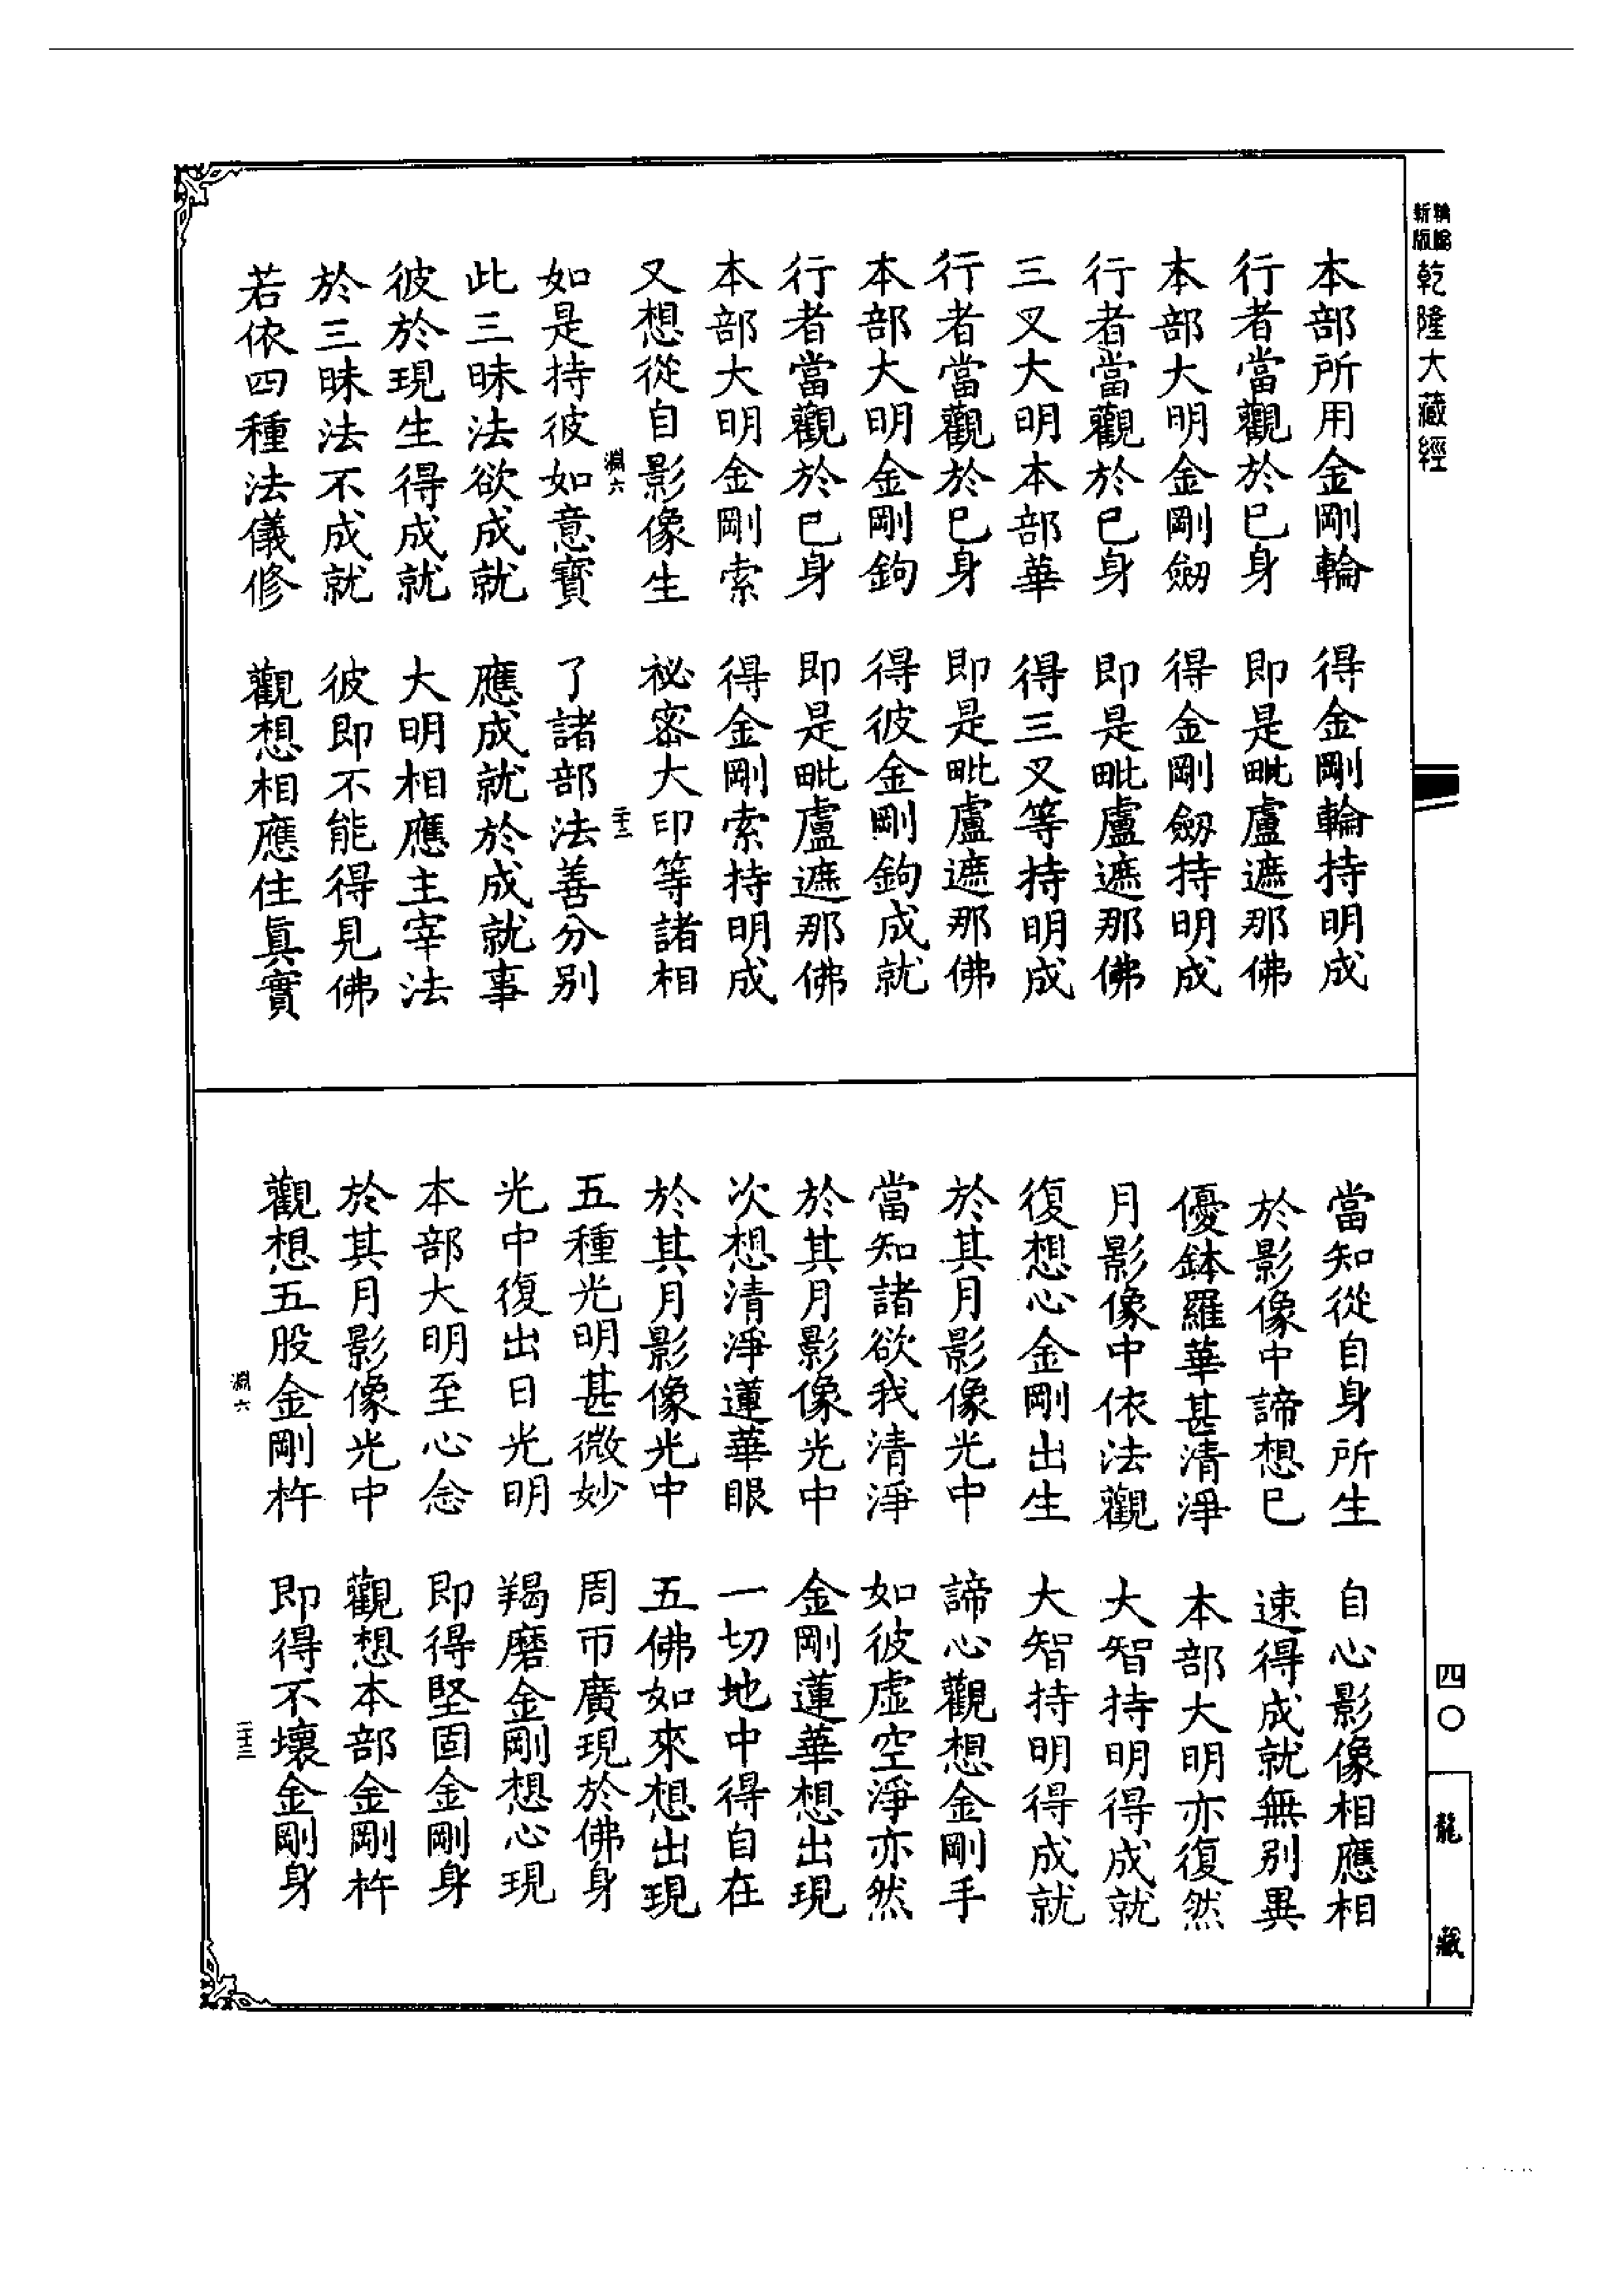 新版
精繪
乾隆大藏經
本部所用金剛輪　得金剛輪持明成
行者當觀於已身　即是毗盧遮那佛
本部大明金剛劒　得金剛劒持明成
行者當觀於已身　即是毗盧遮那佛
三叉大明本部華　得三叉等持明成
行者當觀於已身　即是毗盧遮那佛
本部大明金剛鉤　得彼金剛鉤成就
行者當觀於已身　即是毗盧遮那佛
本部大明金剛索　得金剛索持明成
又想從自影像生　祕密大印等諸相
淵六　二十二
如是持彼如意寳　了諸部法善分别
此三昧法欲成就　應成就於成就事
彼於現生得成就　大明相應主宰法
於三昧法不成就　彼即不能得見佛
若依四種法儀修　觀想相應住眞實
當知從自身所生　自心影像相應相
於影像中諦想已　速得成就無别異
優鉢羅華甚清淨　本部大明亦復然
月影像中依法觀　大智持明得成就
復想心金剛出生　大智持明得成就
於其月影像光中　諦心觀想金剛手
當知諸欲我清淨　如彼虚空淨亦然
於其月影像光中　金剛蓮華想出現
次想清淨蓮華眼　一切地中得自在
於其月影像光中　五佛如來想出現
五種光明甚微妙　周帀廣現於佛身
光中復出日光明　羯磨金剛想心現
本部大明至心念　即得堅固金剛身
於其月影像光中　觀想本部金剛杵
觀想五股金剛杵　即得不壞金剛身
淵六　二十三
四〇
龍藏